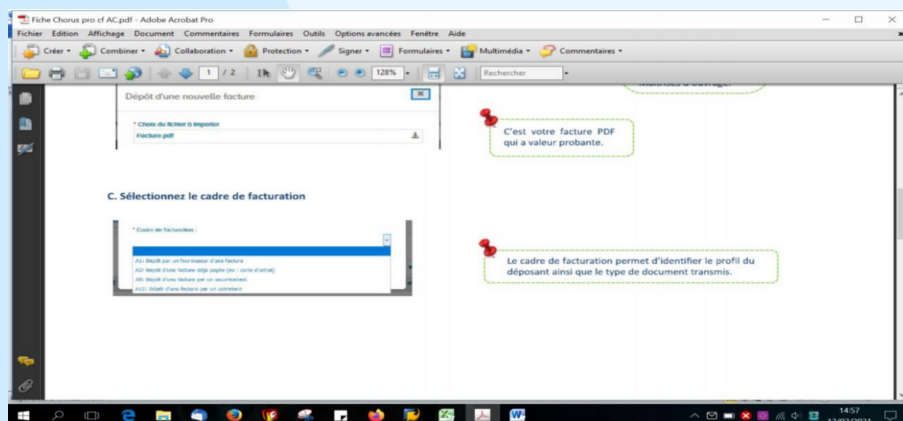 Fiche Chorus pro cf AC.pdf - Adobe Acrobat Pro
Fichier Edition Affichage Document Commentaires Formulaires Outils Options avancées Fenêtre Aide
Créer Combiner Collaboration Protection Signer Formulaires Multimédia Commentaires
1 / 2 128% Rechercher
Maîtrises d'ouvrage.
Dépôt d'une nouvelle facture
* Choix du fichier à importer
Facture.pdf
C'est votre facture PDF
qui a valeur probante.
C. Sélectionnez le cadre de facturation
* Cadre de facturation :
A1: Dépôt par un fournisseur d'une facture
A2: Dépôt d'une facture déjà payée (ex : carte d'achat)
A9: Dépôt d'une facture par un sous-traitant
A12: Dépôt d'une facture par un cotraitant
Le cadre de facturation permet d'identifier le profil du
déposant ainsi que le type de document transmis.
14:57